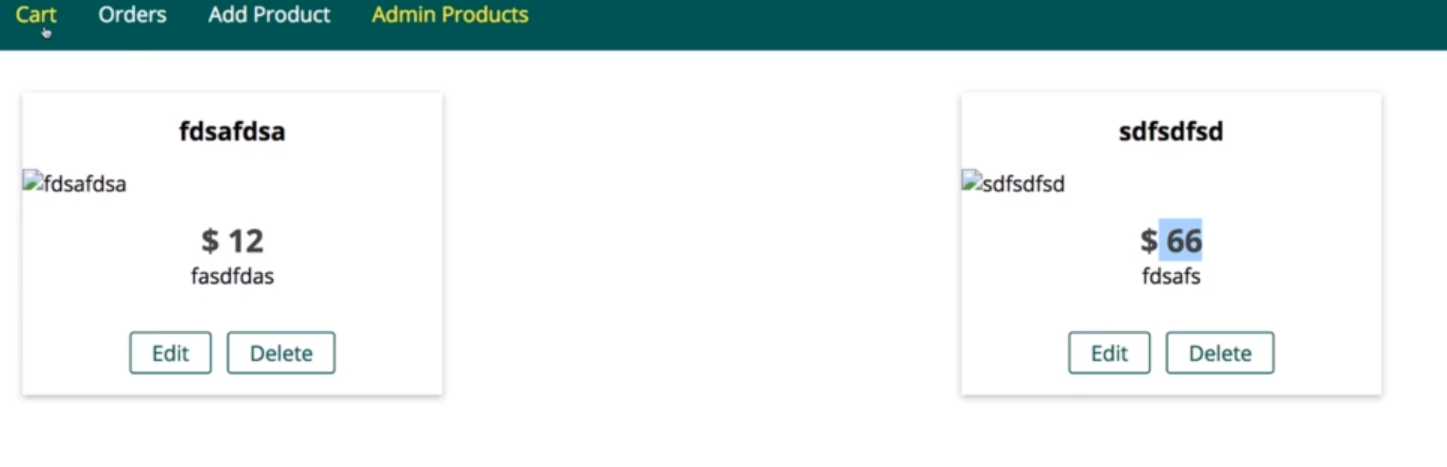 Cart Orders Add Product Admin Products
fdsafdsa
fdsafdsa
$ 12
fasdfdas
Edit Delete
sdfsdfsd
sdfsdfsd
$ 66
fdsafs
Edit Delete